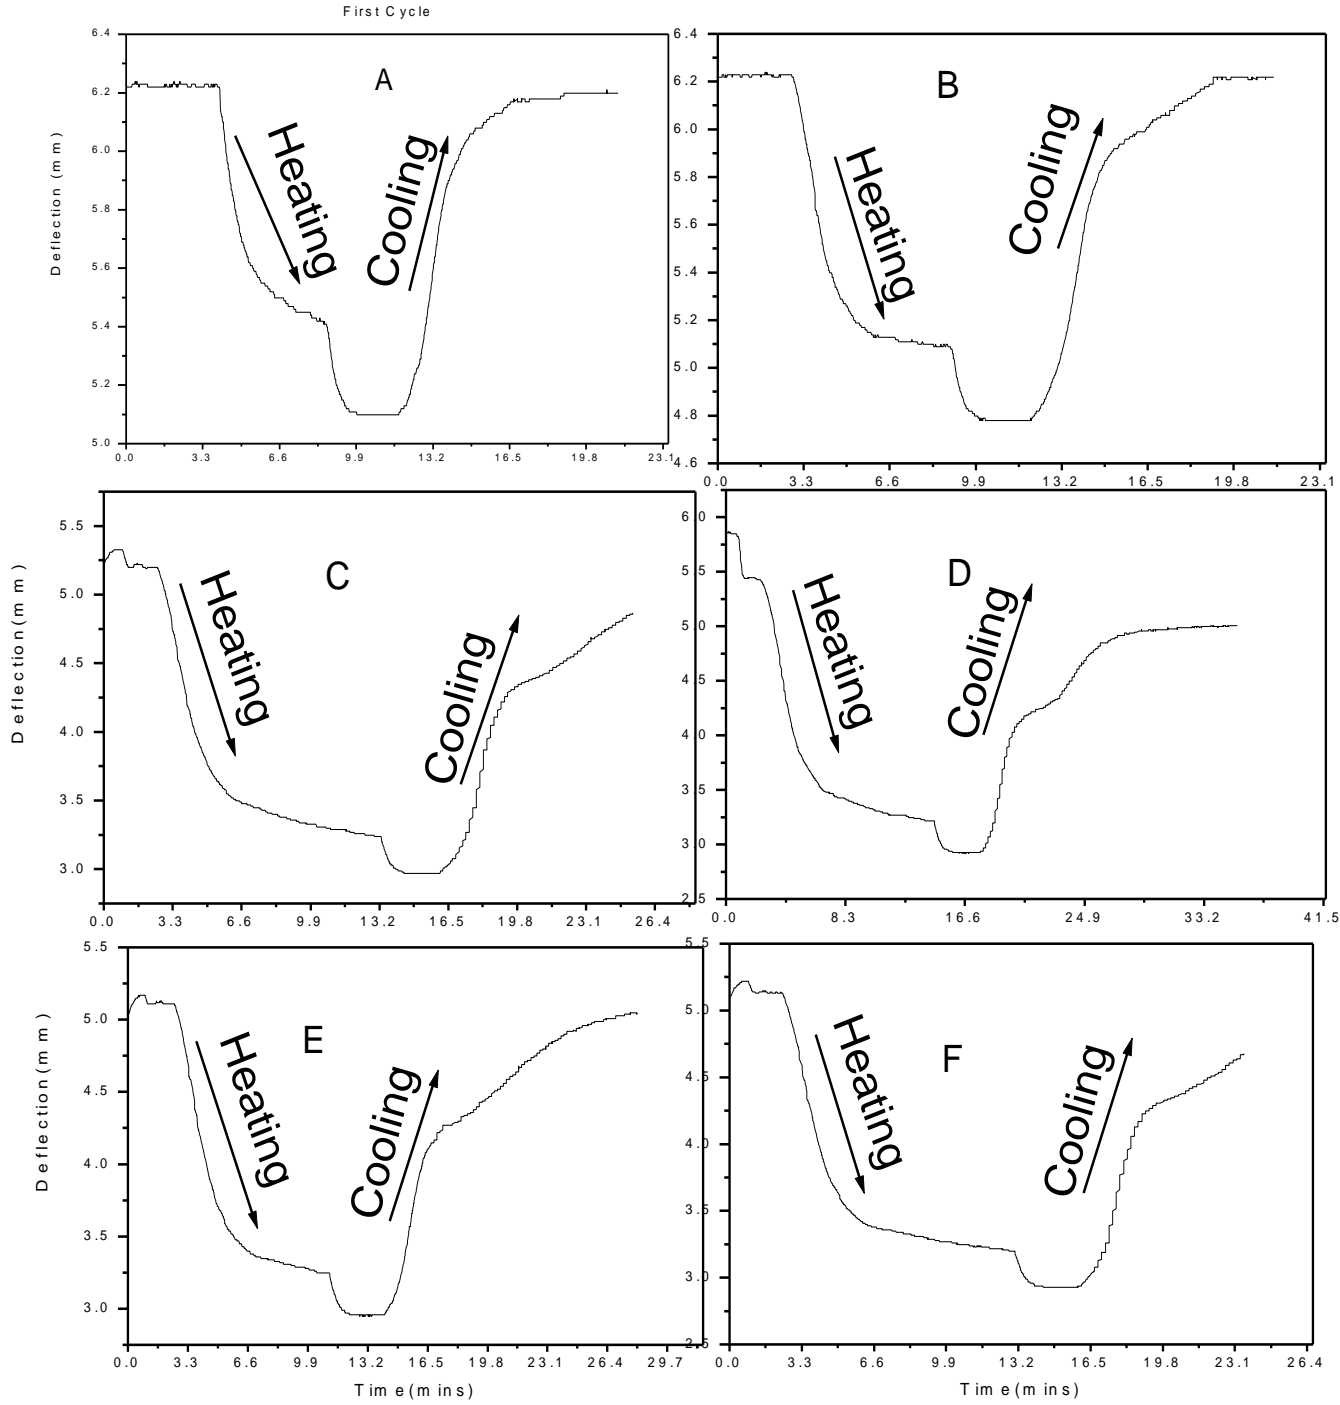 First Cycle
6.4
6.2
6.0
5.8
5.6
5.4
5.2
5.0
Deflection (mm)
A
Heating
Cooling
0.0 3.3 6.6 9.9 13.2 16.5 19.8 23.1
6.4
6.2
6.0
5.8
5.6
5.4
5.2
5.0
4.8
4.6
B
Heating
Cooling
0.0 3.3 6.6 9.9 13.2 16.5 19.8 23.1
5.5
5.0
4.5
4.0
3.5
3.0
Deflection(mm)
C
Heating
Cooling
0.0 3.3 6.6 9.9 13.2 16.5 19.8 23.1 26.4
6.0
5.5
5.0
4.5
4.0
3.5
3.0
2.5
D
Heating
Cooling
0.0 8.3 16.6 24.9 33.2 41.5
5.5
5.0
4.5
4.0
3.5
3.0
Deflection(mm)
E
Heating
Cooling
0.0 3.3 6.6 9.9 13.2 16.5 19.8 23.1 26.4 29.7
Time(mins)
5.5
5.0
4.5
4.0
3.5
3.0
2.5
F
Heating
Cooling
0.0 3.3 6.6 9.9 13.2 16.5 19.8 23.1 26.4
Time(mins)